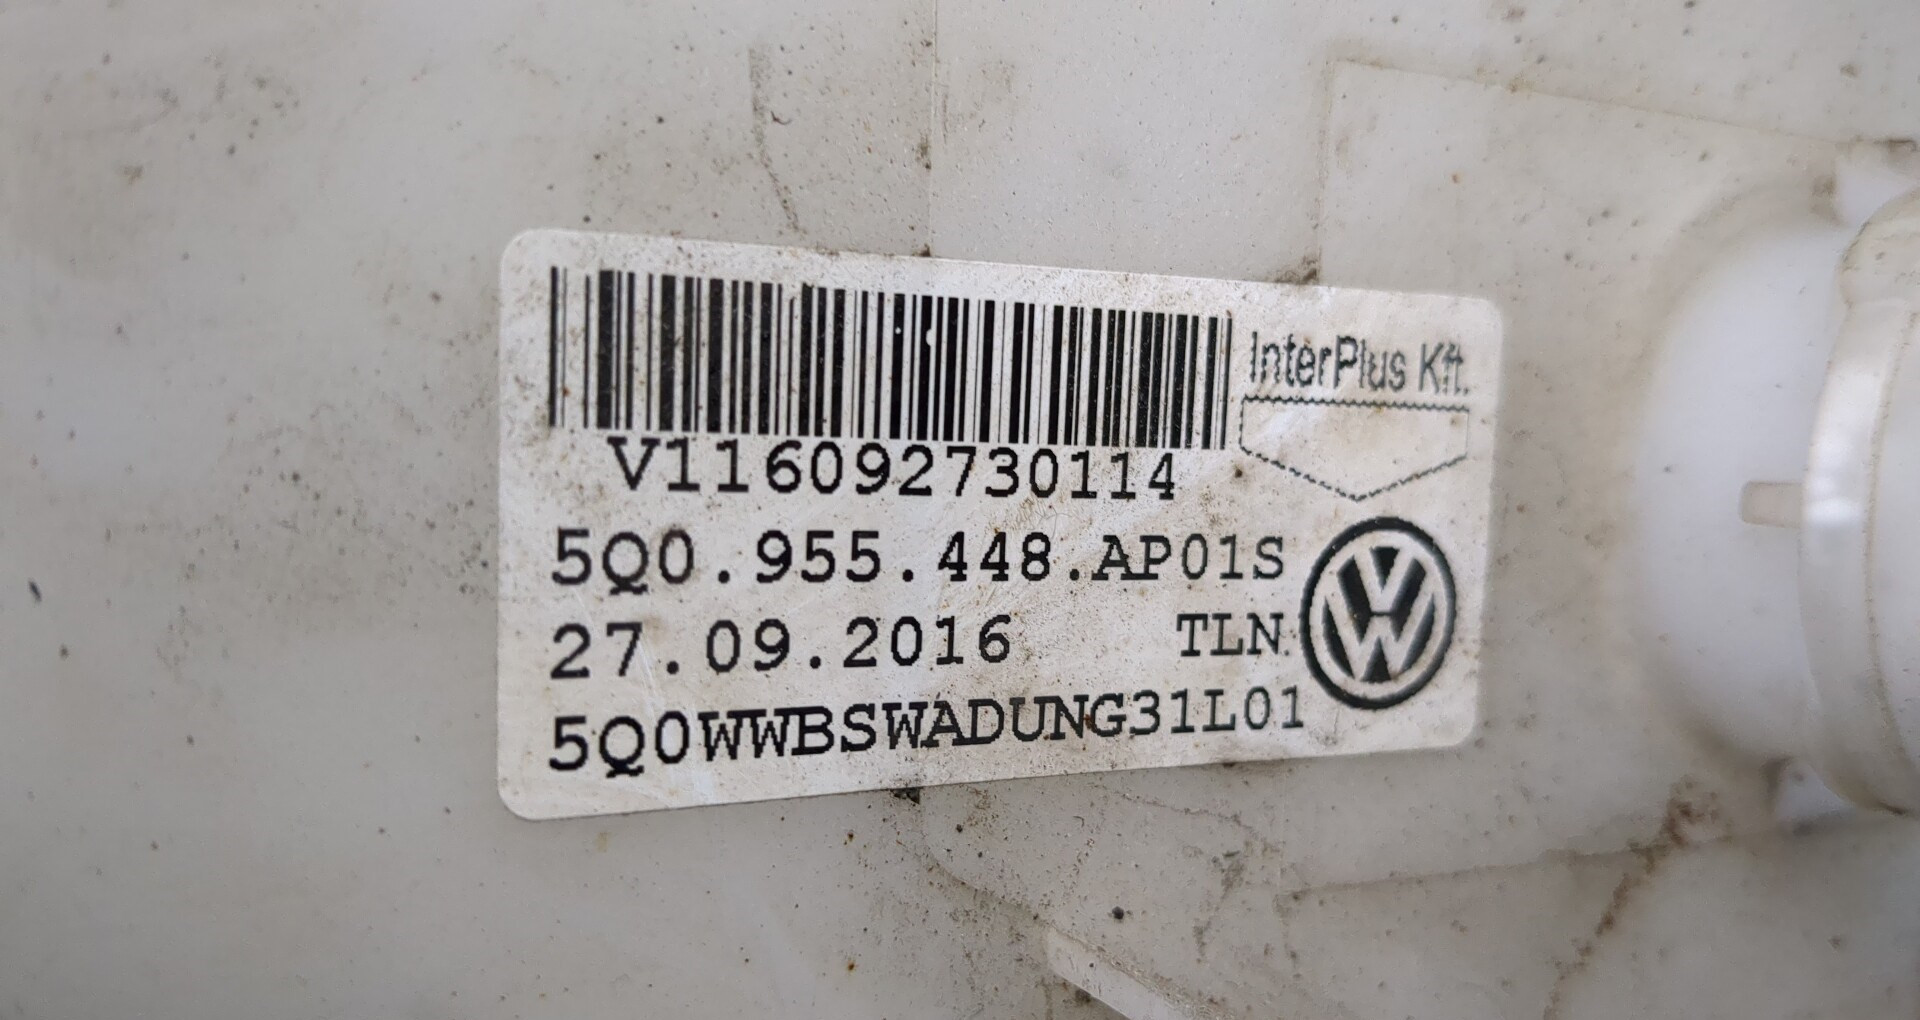 InterPlus Kft.
V116092730114
5Q0.955.448.AP01S
27.09.2016 TLN
5Q0WWBSWADUNG31L01